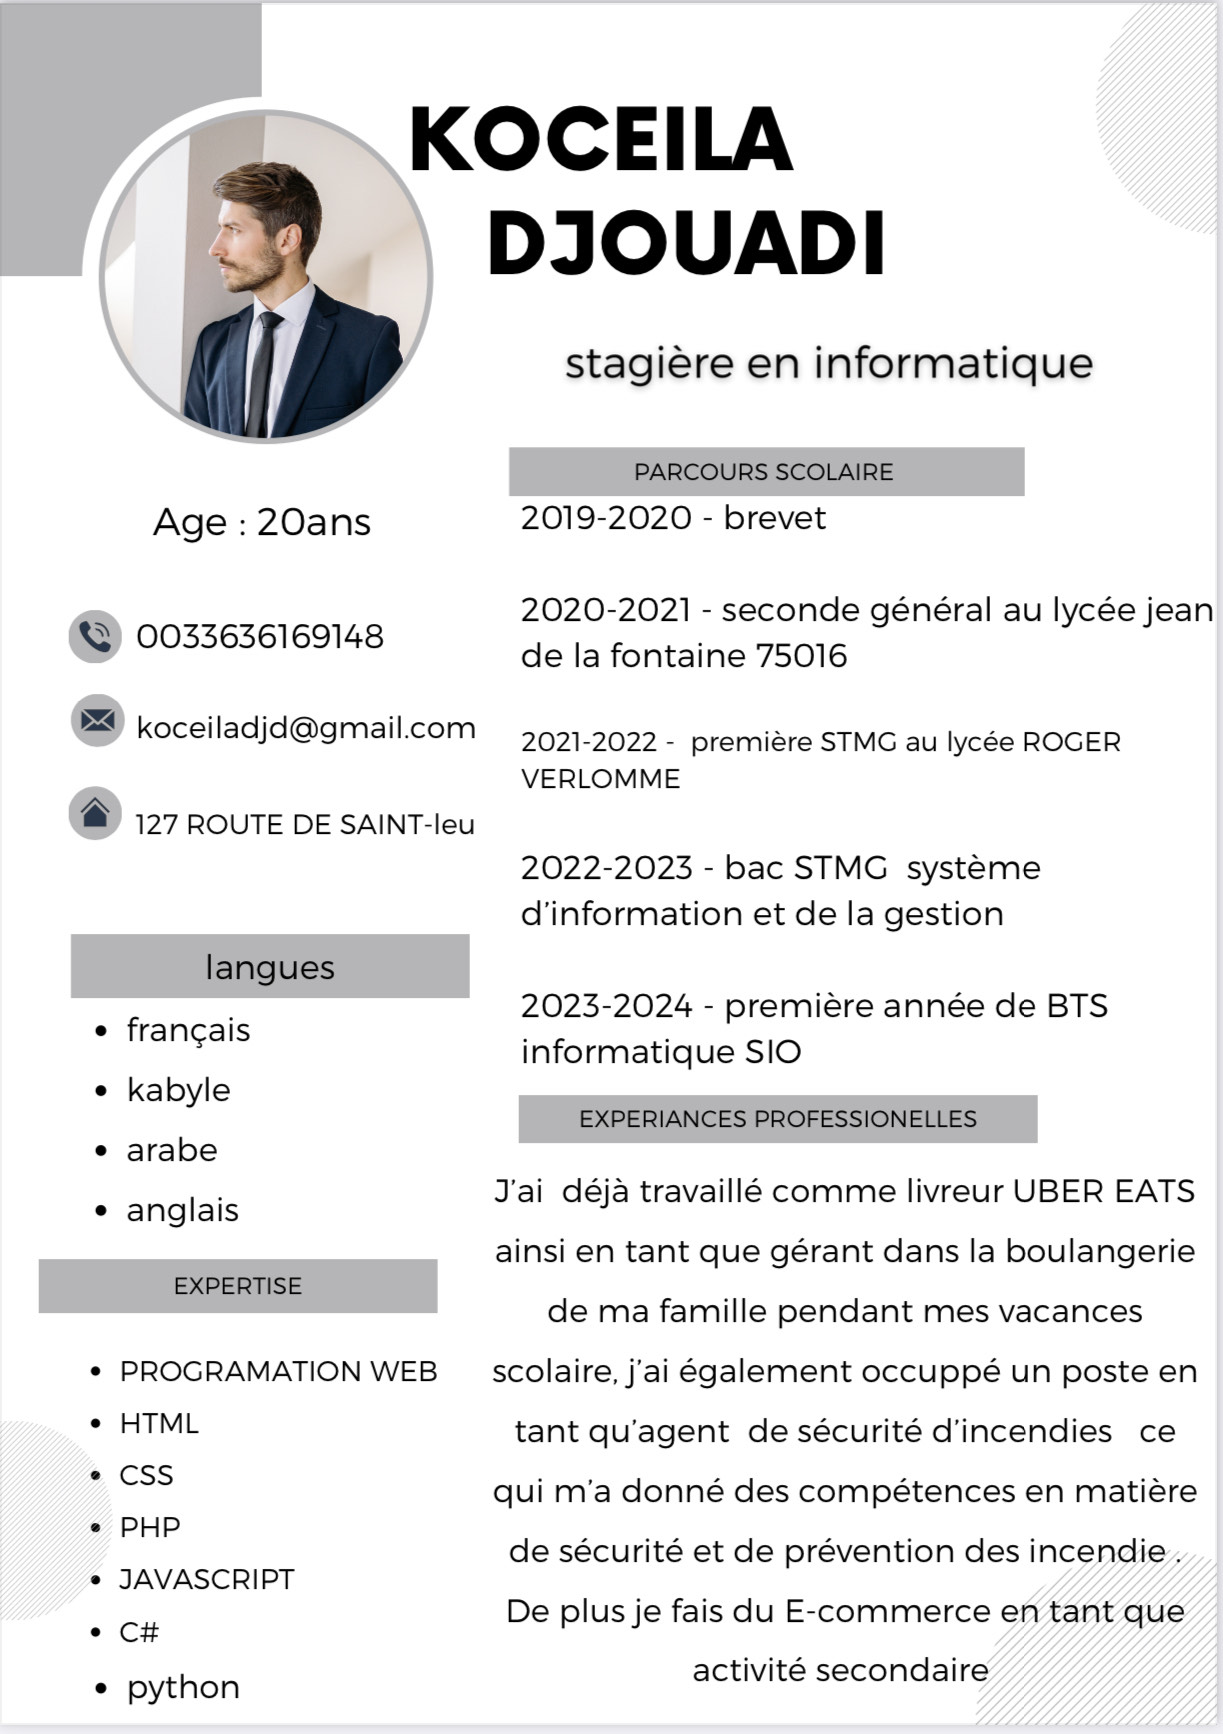 KOCEILA
DJOUADI
stagière en informatique
Age : 20ans
0033636169148
koceiladjd@gmail.com
127 ROUTE DE SAINT-leu
langues
• français
• kabyle
• arabe
• anglais
EXPERTISE
• PROGRAMATION WEB
• HTML
• CSS
• PHP
• JAVASCRIPT
• C#
• python
PARCOURS SCOLAIRE
2019-2020 - brevet
2020-2021 - seconde général au lycée jean
de la fontaine 75016
2021-2022 - première STMG au lycée ROGER
VERLOMME
2022-2023 - bac STMG système
d’information et de la gestion
2023-2024 - première année de BTS
informatique SIO
EXPERIANCES PROFESSIONELLES
J’ai déjà travaillé comme livreur UBER EATS
ainsi en tant que gérant dans la boulangerie
de ma famille pendant mes vacances
scolaire, j’ai également occuppé un poste en
tant qu’agent de sécurité d’incendies ce
qui m’a donné des compétences en matière
de sécurité et de prévention des incendie .
De plus je fais du E-commerce en tant que
activité secondaire